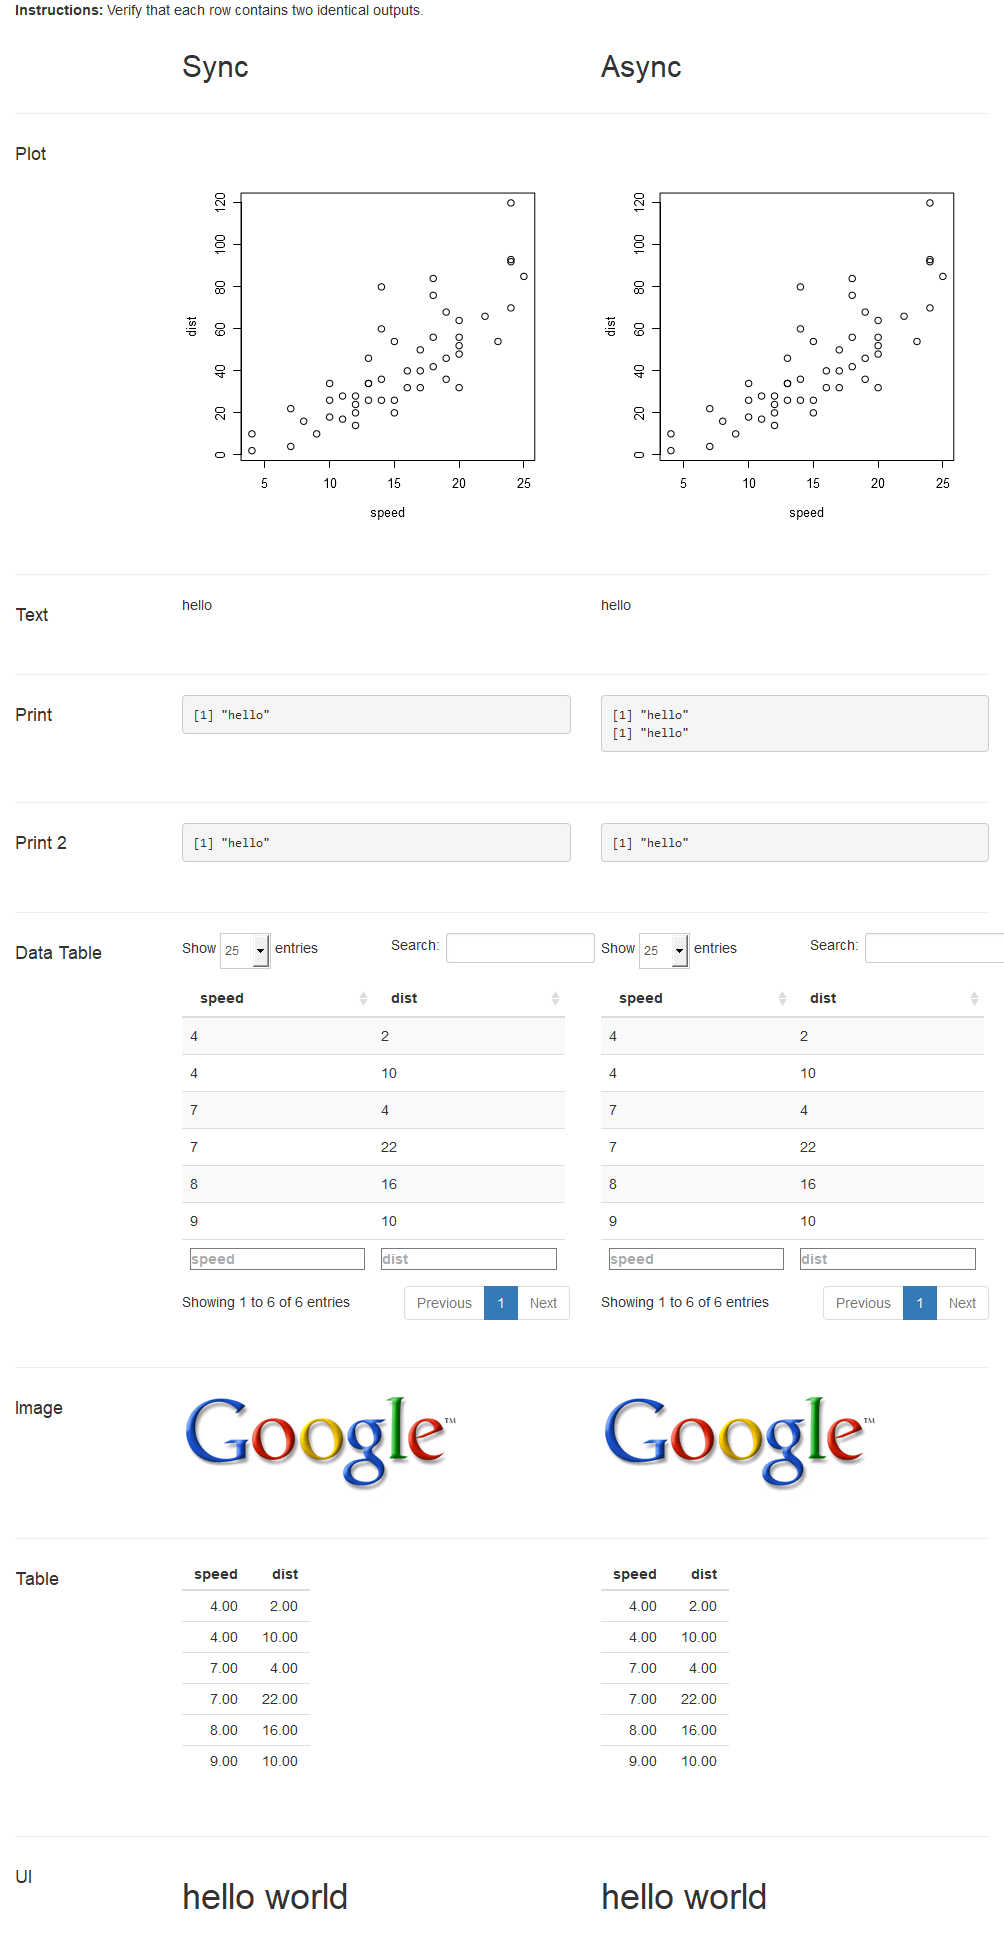 Instructions: Verify that each row contains two identical outputs.
Sync Async
Plot
120 120
100 100
80 80
60 60
40 40
20 20
0 0
dist dist
5 10 15 20 25 5 10 15 20 25
speed speed
Text hello hello
Print [1] "hello" [1] "hello"
[1] "hello"
Print 2 [1] "hello" [1] "hello"
Data Table Show 25 entries Search: Show 25 entries Search:
speed dist speed dist
4 2 4 2
4 10 4 10
7 4 7 4
7 22 7 22
8 16 8 16
9 10 9 10
speed dist speed dist
Showing 1 to 6 of 6 entries Previous 1 Next Showing 1 to 6 of 6 entries Previous 1 Next
Image Google™ Google™
Table speed dist speed dist
4.00 2.00 4.00 2.00
4.00 10.00 4.00 10.00
7.00 4.00 7.00 4.00
7.00 22.00 7.00 22.00
8.00 16.00 8.00 16.00
9.00 10.00 9.00 10.00
UI hello world hello world